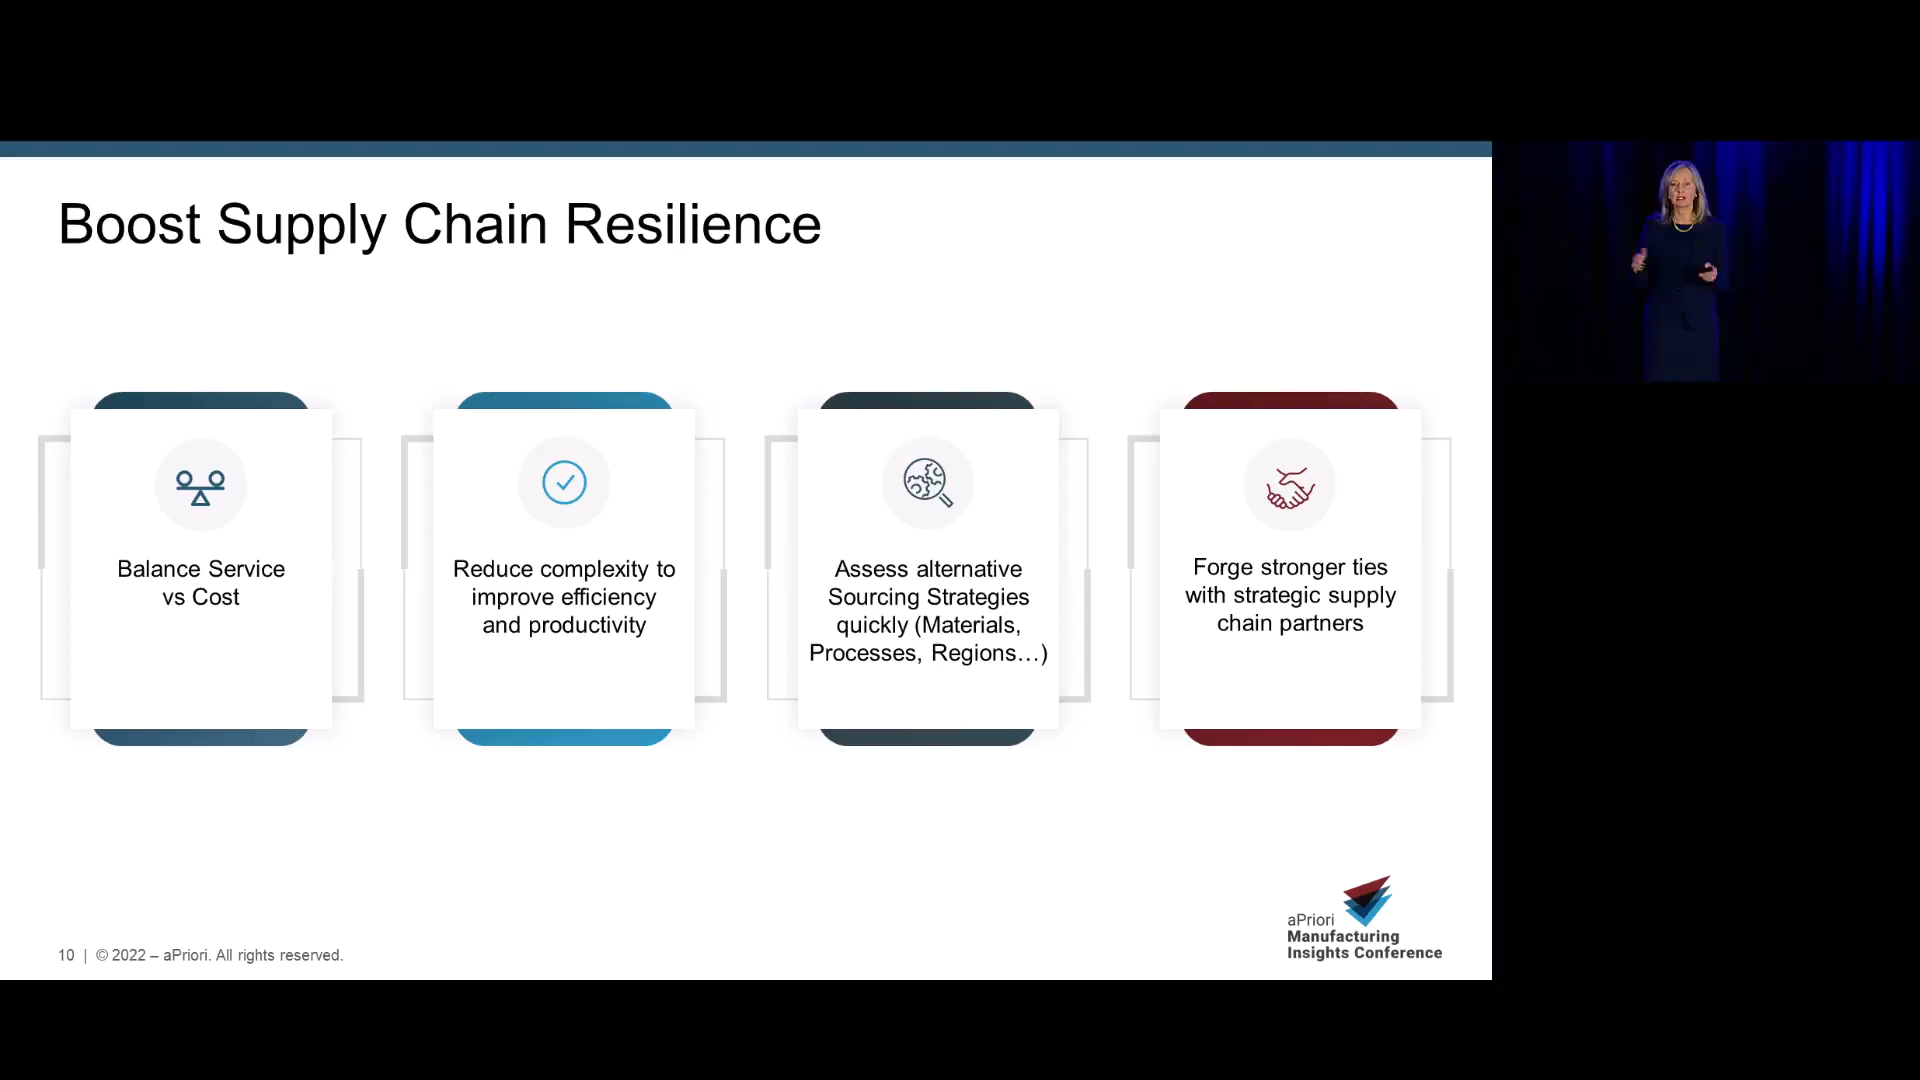 Boost Supply Chain Resilience
Balance Service
vs Cost
Reduce complexity to
improve efficiency
and productivity
Assess alternative
Sourcing Strategies
quickly (Materials,
Processes, Regions…)
Forge stronger ties
with strategic supply
chain partners
10 | © 2022 – aPriori. All rights reserved.
aPriori
Manufacturing
Insights Conference